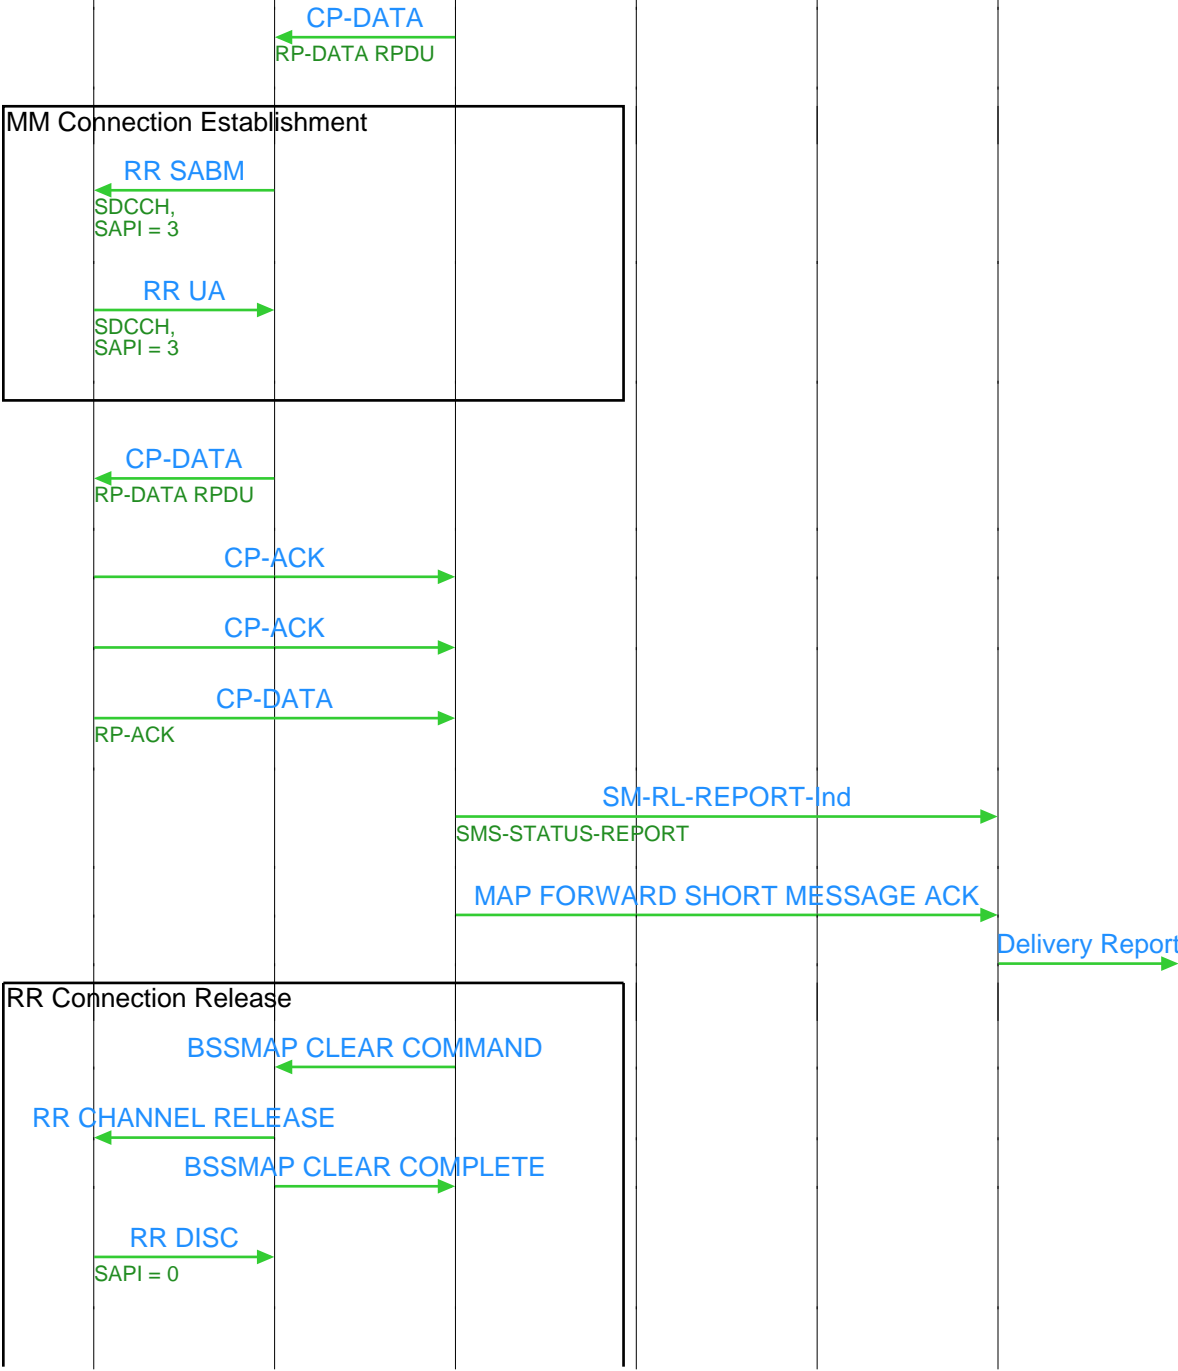 CP-DATA
RP-DATA RPDU
MM Connection Establishment
RR SABM
SDCCH,
SAPI = 3
RR UA
SDCCH,
SAPI = 3
CP-DATA
RP-DATA RPDU
CP-ACK
CP-ACK
CP-DATA
RP-ACK
SM-RL-REPORT-Ind
SMS-STATUS-REPORT
MAP FORWARD SHORT MESSAGE ACK
Delivery Report
RR Connection Release
BSSMAP CLEAR COMMAND
RR CHANNEL RELEASE
BSSMAP CLEAR COMPLETE
RR DISC
SAPI = 0